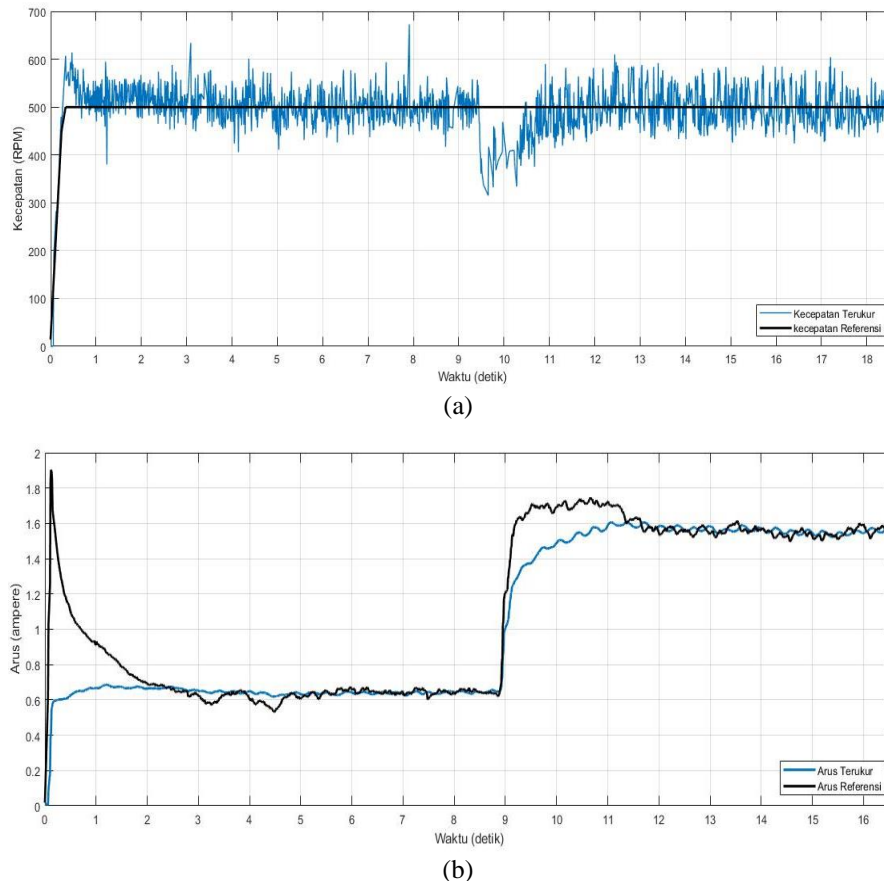 700
600
500
400
300
200
100
0
Kecepatan (RPM)
0 1 2 3 4 5 6 7 8 9 10 11 12 13 14 15 16 17 18
Waktu (detik)
Kecepatan Terukur
kecepatan Referensi
(a)
2
1.8
1.6
1.4
1.2
1
0.8
0.6
0.4
0.2
0
Arus (ampere)
0 1 2 3 4 5 6 7 8 9 10 11 12 13 14 15 16
Waktu (detik)
Arus Terukur
Arus Referensi
(b)